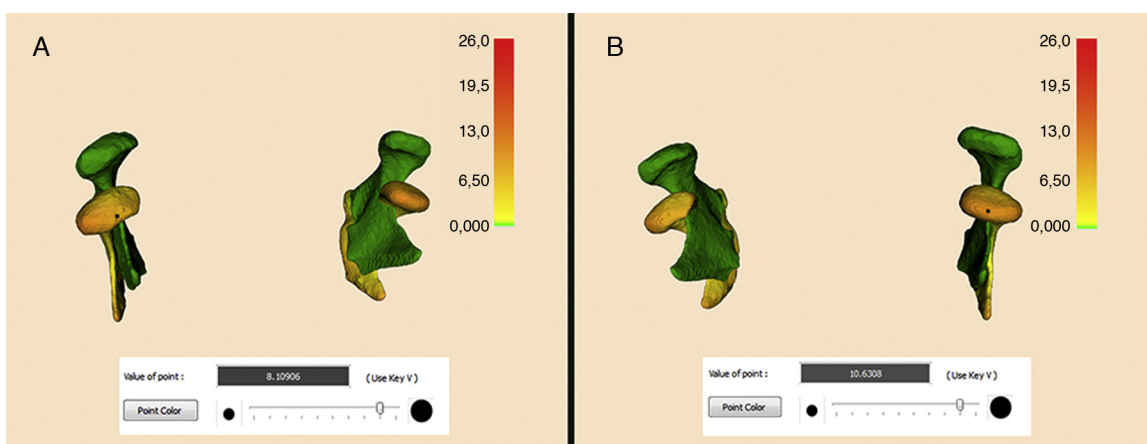 A
26,0
19,5
13,0
6,50
0,000
Value of point :
8.10906
(Use Key V )
Point Color
B
26,0
19,5
13,0
6,50
0,000
Value of point :
10.6308
(Use Key V )
Point Color